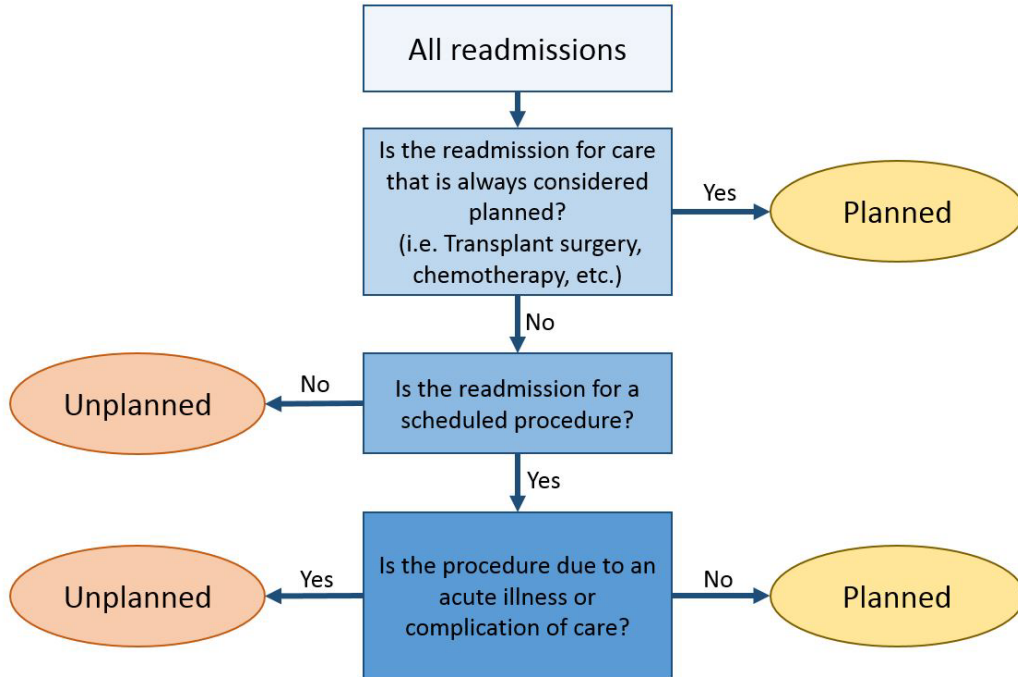 All readmissions
Is the readmission for care
that is always considered
planned?
(i.e. Transplant surgery,
chemotherapy, etc.)
Yes
Planned
No
Unplanned
No
Is the readmission for a
scheduled procedure?
Yes
Unplanned
Yes
Is the procedure due to an
acute illness or
complication of care?
No
Planned